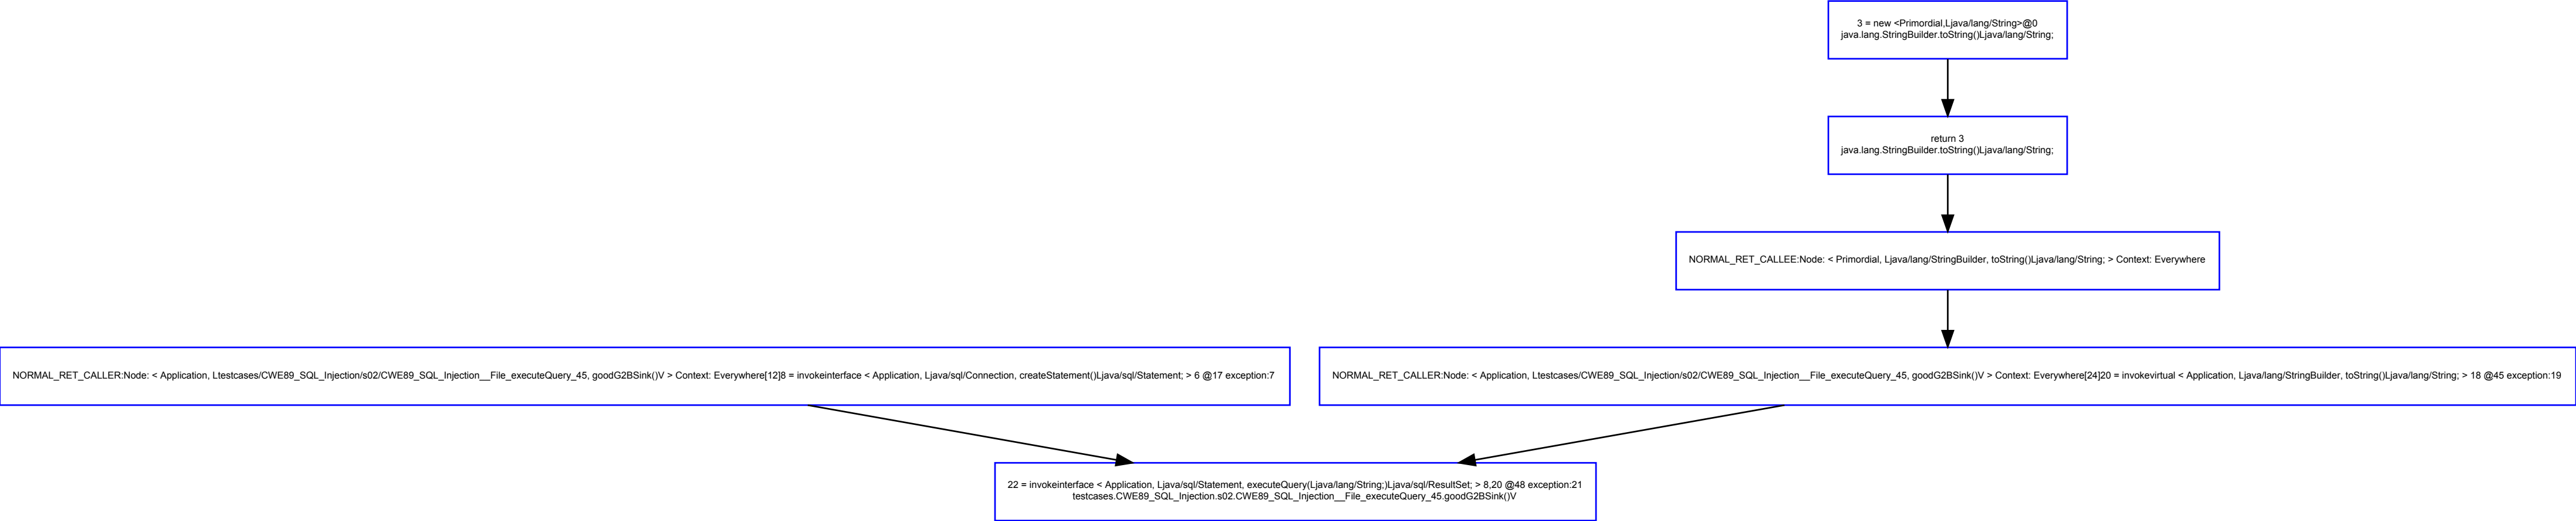 3 = new <Primordial,Ljava/lang/String>@0
java.lang.StringBuilder.toString()Ljava/lang/String;
return 3
java.lang.StringBuilder.toString()Ljava/lang/String;
NORMAL_RET_CALLEE:Node: < Primordial, Ljava/lang/StringBuilder, toString()Ljava/lang/String; > Context: Everywhere
NORMAL_RET_CALLER:Node: < Application, Ltestcases/CWE89_SQL_Injection/s02/CWE89_SQL_Injection__File_executeQuery_45, goodG2BSink()V > Context: Everywhere[12]8 = invokeinterface < Application, Ljava/sql/Connection, createStatement()Ljava/sql/Statement; > 6 @17 exception:7
NORMAL_RET_CALLER:Node: < Application, Ltestcases/CWE89_SQL_Injection/s02/CWE89_SQL_Injection__File_executeQuery_45, goodG2BSink()V > Context: Everywhere[24]20 = invokevirtual < Application, Ljava/lang/StringBuilder, toString()Ljava/lang/String; > 18 @45 exception:19
22 = invokeinterface < Application, Ljava/sql/Statement, executeQuery(Ljava/lang/String;)Ljava/sql/ResultSet; > 8,20 @48 exception:21
testcases.CWE89_SQL_Injection.s02.CWE89_SQL_Injection__File_executeQuery_45.goodG2BSink()V